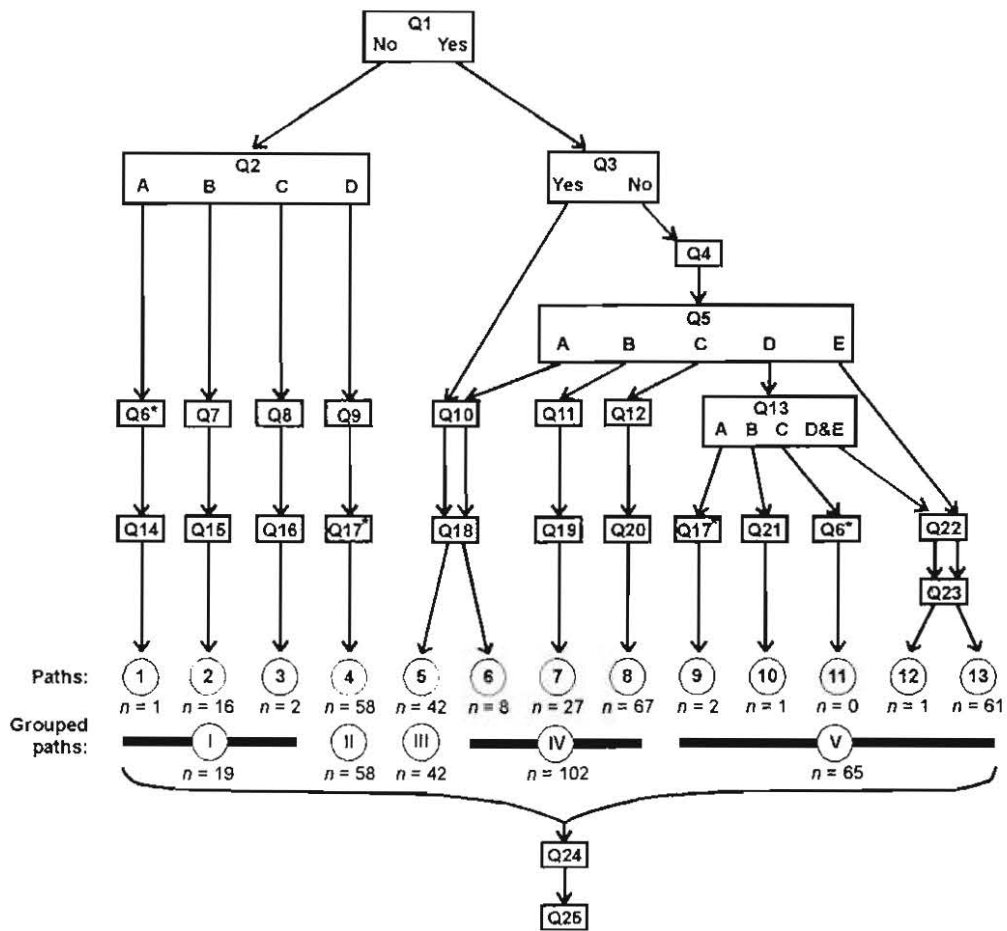 Q1
No Yes
Q2
A B C D
Q3
Yes No
Q4
Q5
A B C D E
Q6* Q7 Q8 Q9 Q10 Q11 Q12
Q13
A B C D&E
Q14 Q15 Q16 Q17* Q18 Q19 Q20 Q17* Q21 Q6* Q22
Q23
Paths: 1 2 3 4 5 6 7 8 9 10 11 12 13
n = 1 n = 16 n = 2 n = 58 n = 42 n = 8 n = 27 n = 67 n = 2 n = 1 n = 0 n = 1 n = 61
Grouped
paths: I II III IV V
n = 19 n = 58 n = 42 n = 102 n = 65
Q24
Q25